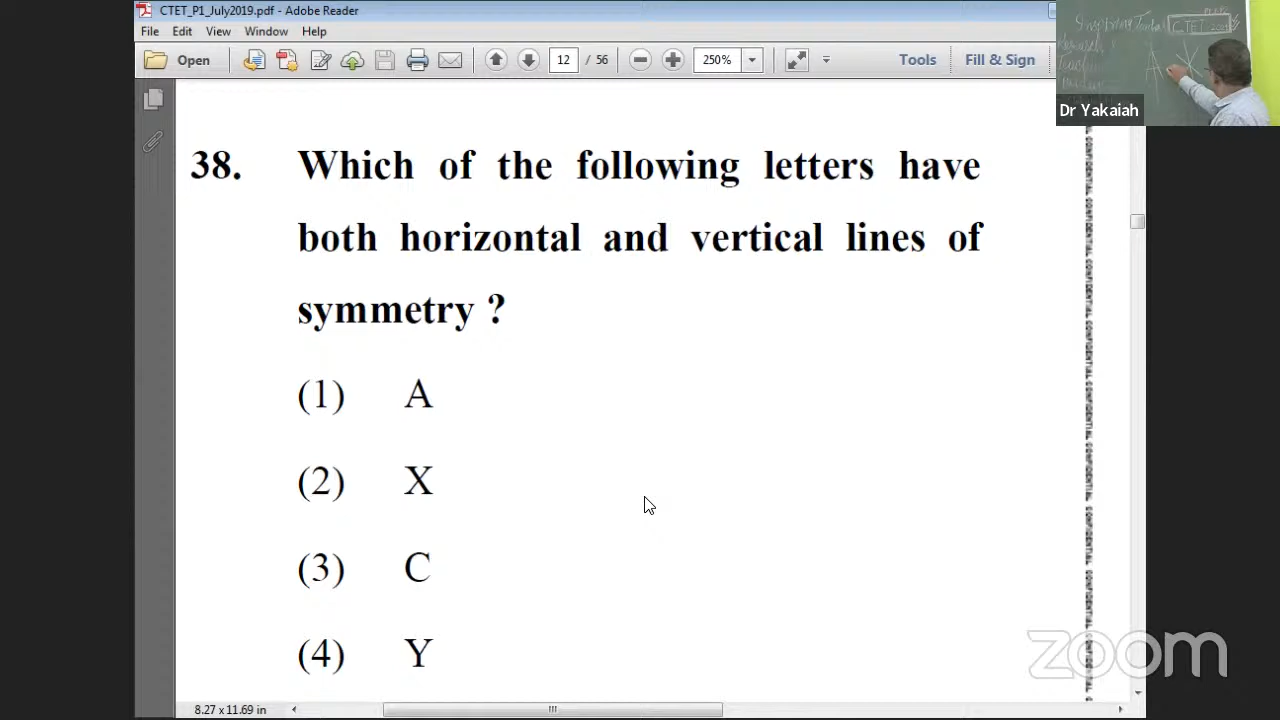 CTET_P1_July2019.pdf - Adobe Reader
File Edit View Window Help
Open 12 / 56 250% Tools Fill & Sign
CTET
Dr Yakaiah
38. Which of the following letters have
both horizontal and vertical lines of
symmetry ?
(1) A
(2) X
(3) C
(4) Y
zoom
8.27 x 11.69 in